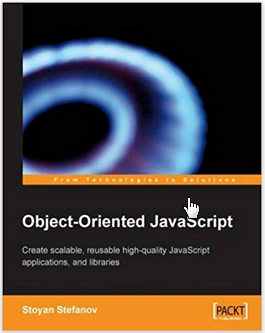 From Technologies to Solutions
Object-Oriented JavaScript
Create scalable, reusable high-quality JavaScript
applications, and libraries
Stoyan Stefanov
PACKT
PUBLISHING